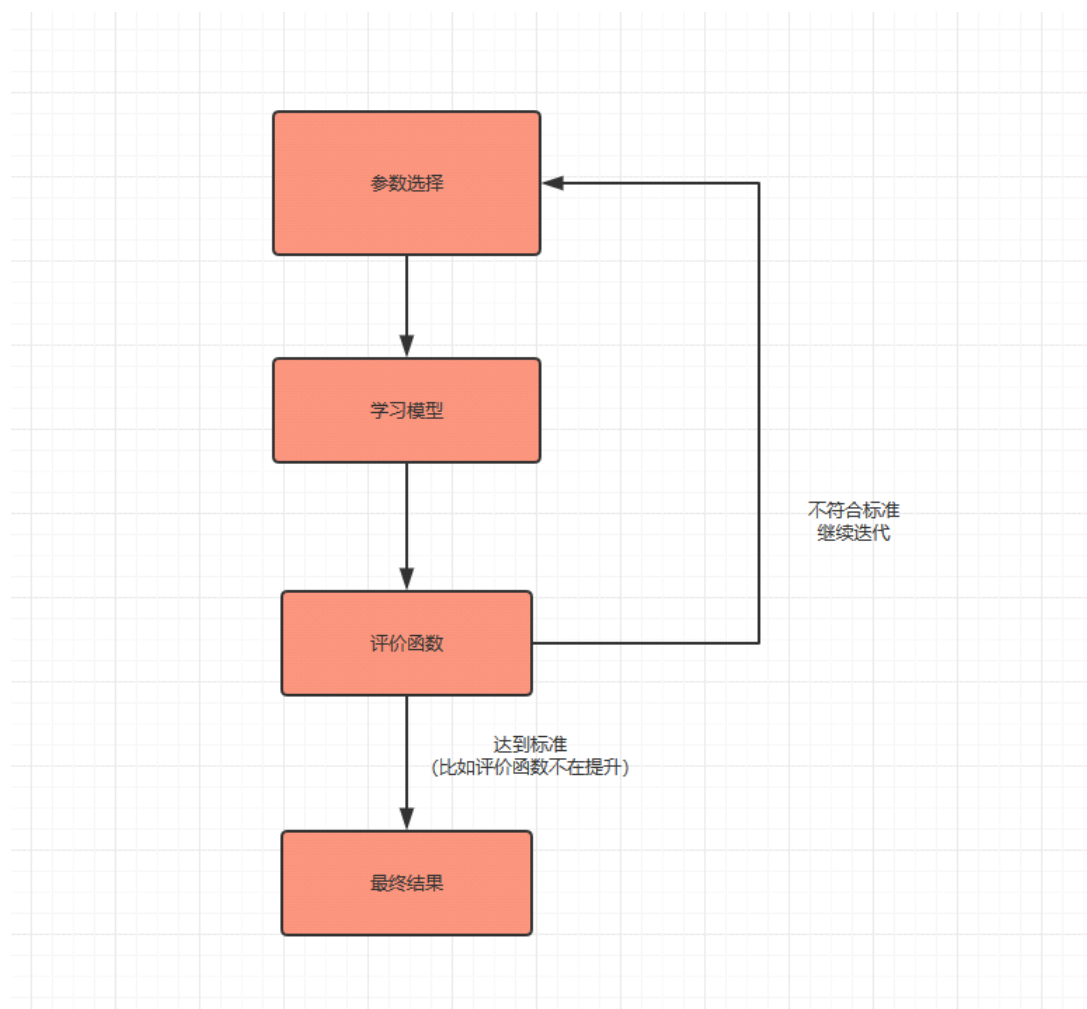 参数选择
学习模型
不符合标准
继续迭代
评价函数
达到标准
(比如评价函数不在提升)
最终结果